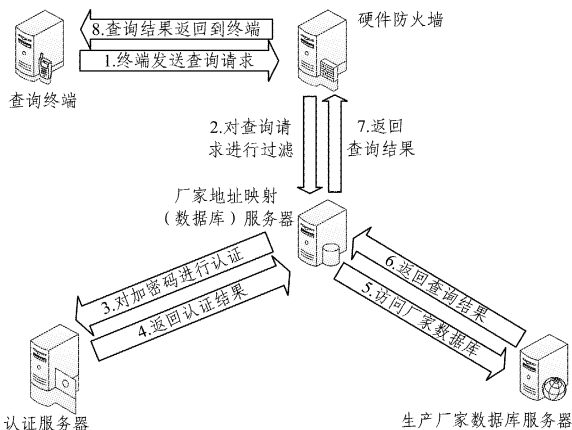 8.查询结果返回到终端
硬件防火墙
1.终端发送查询请求
查询终端
2.对查询请
求进行过滤
7.返回
查询结果
厂家地址映射
（数据库）服务器
3.对加密码进行认证
4.返回认证结果
6.返回查询结果
5.访问厂家数据库
认证服务器
生产厂家数据库服务器